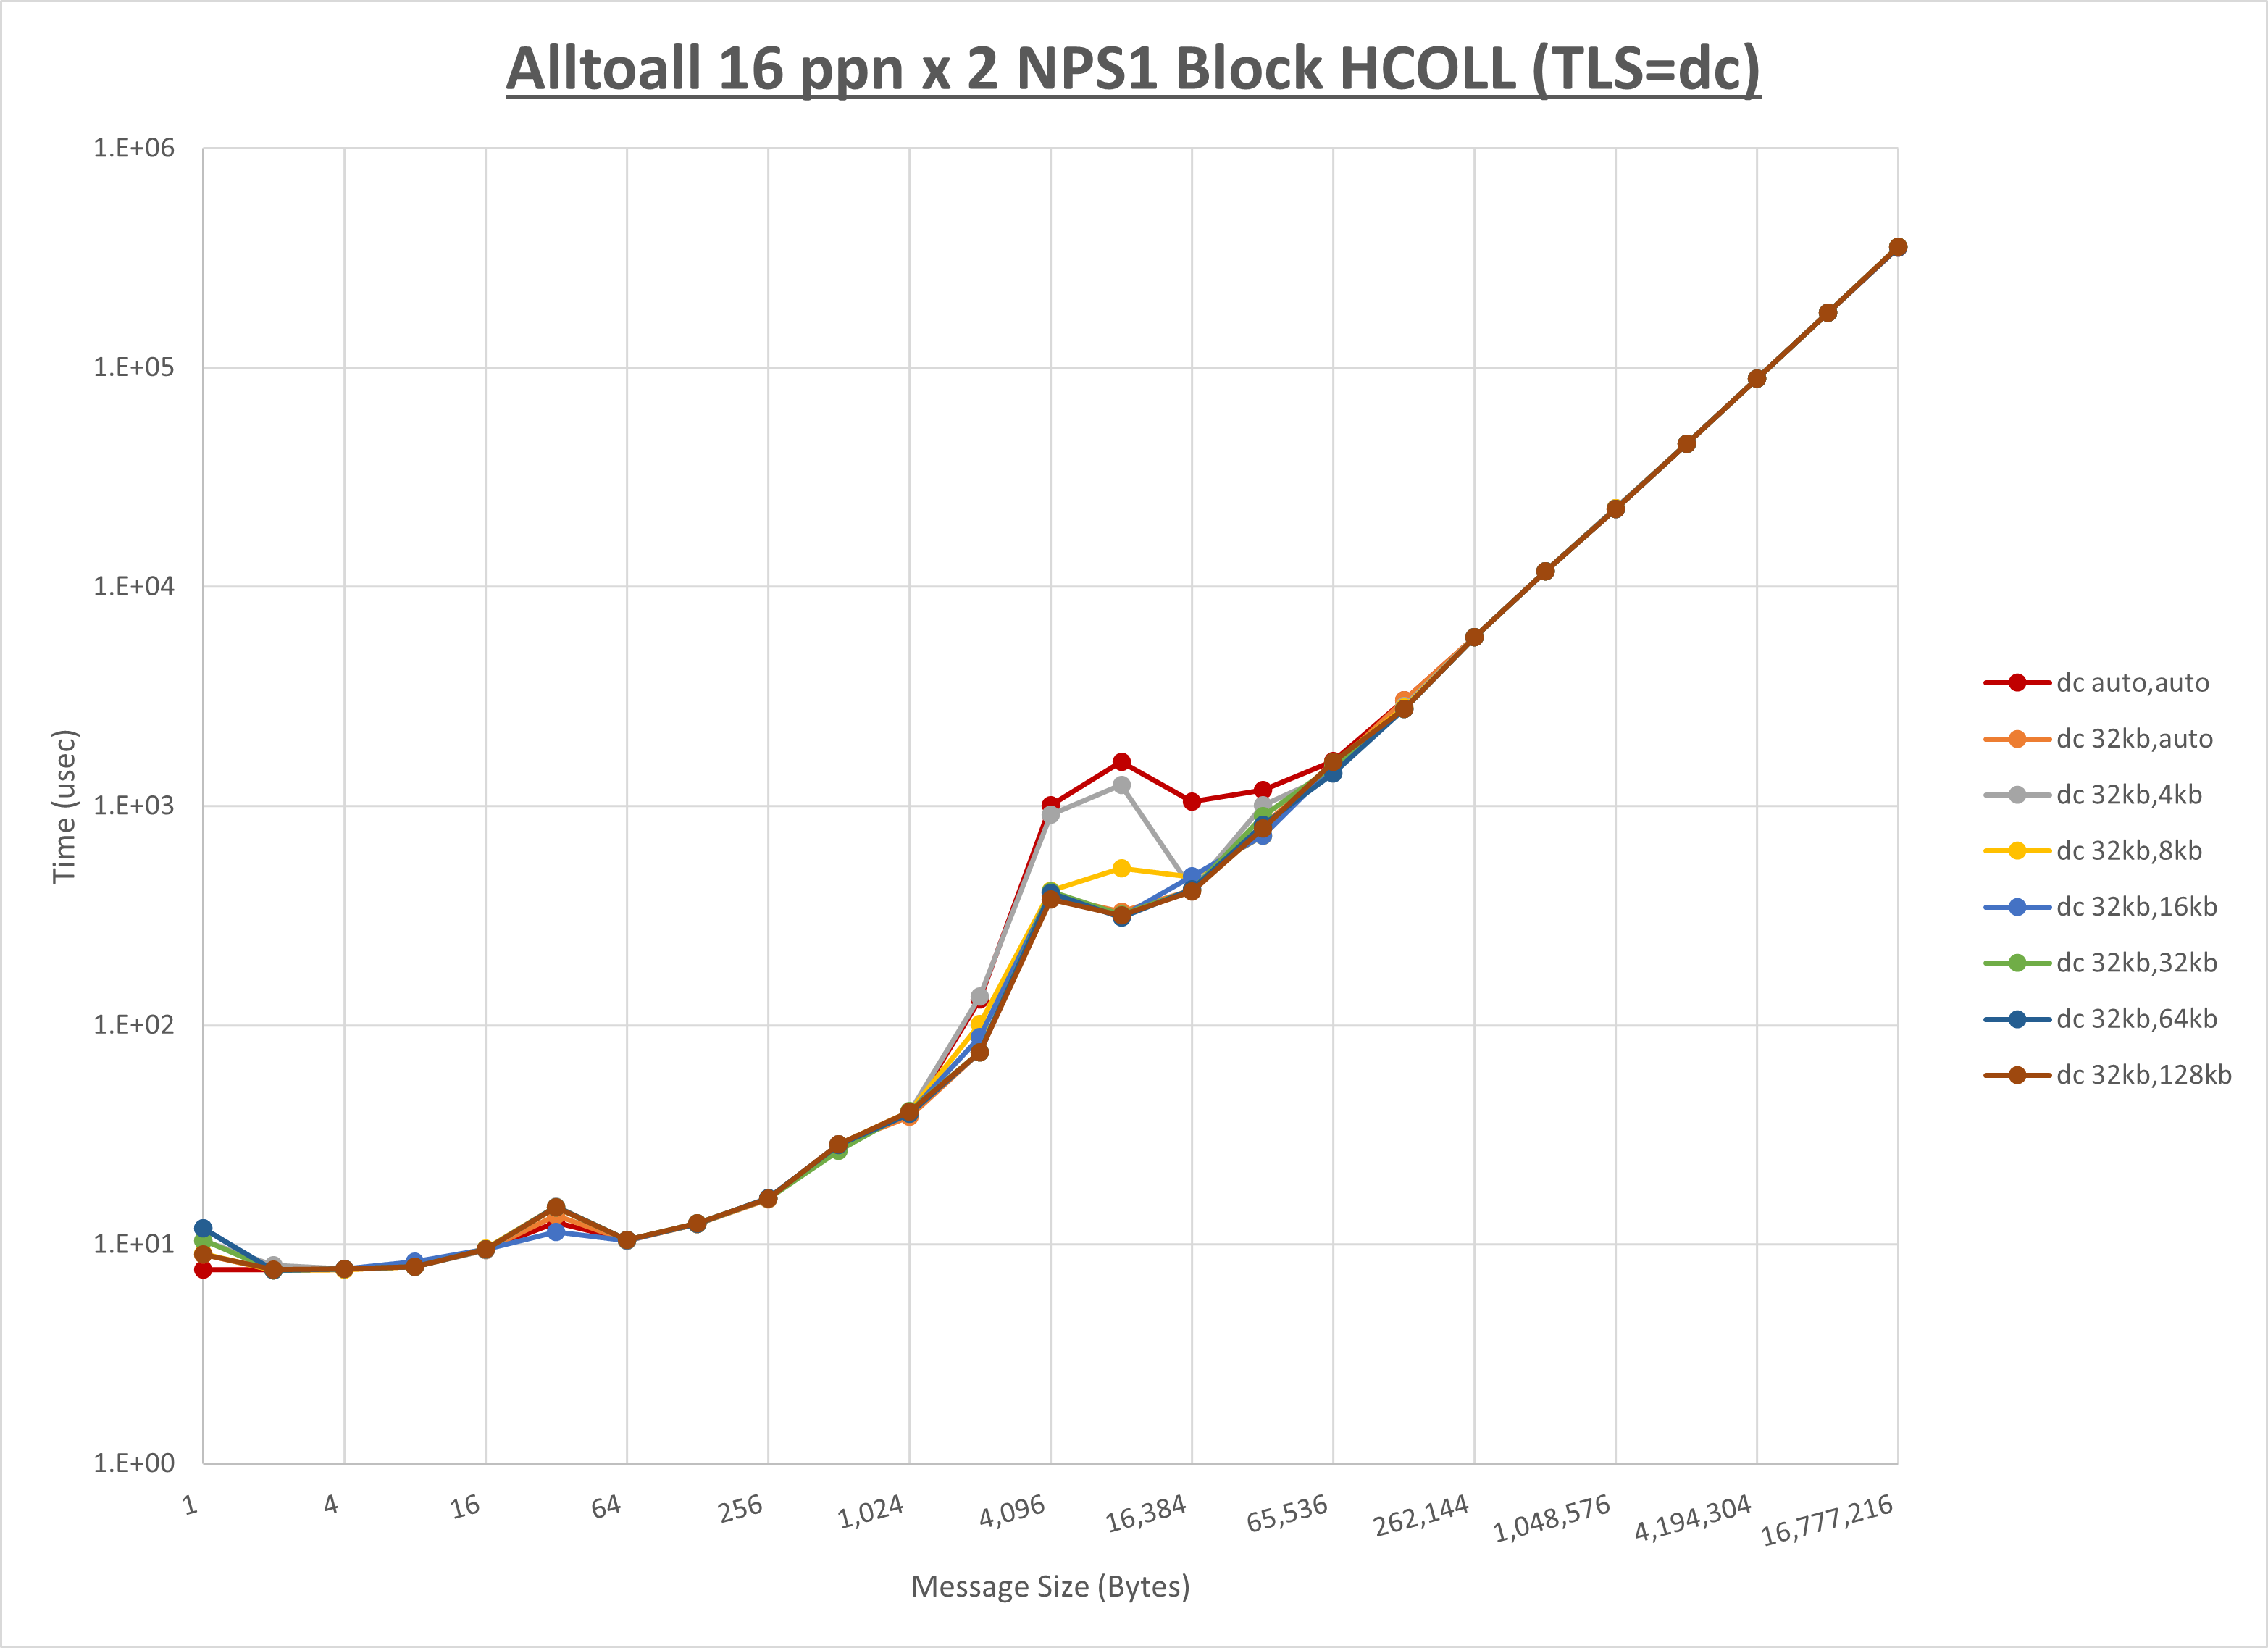 Alltoall 16 ppn x 2 NPS1 Block HCOLL (TLS=dc)
1.E+06
1.E+05
1.E+04
1.E+03
1.E+02
1.E+01
1.E+00
Time (usec)
1 4 16 64 256 1,024 4,096 16,384 65,536 262,144 1,048,576 4,194,304 16,777,216
Message Size (Bytes)
dc auto,auto
dc 32kb,auto
dc 32kb,4kb
dc 32kb,8kb
dc 32kb,16kb
dc 32kb,32kb
dc 32kb,64kb
dc 32kb,128kb